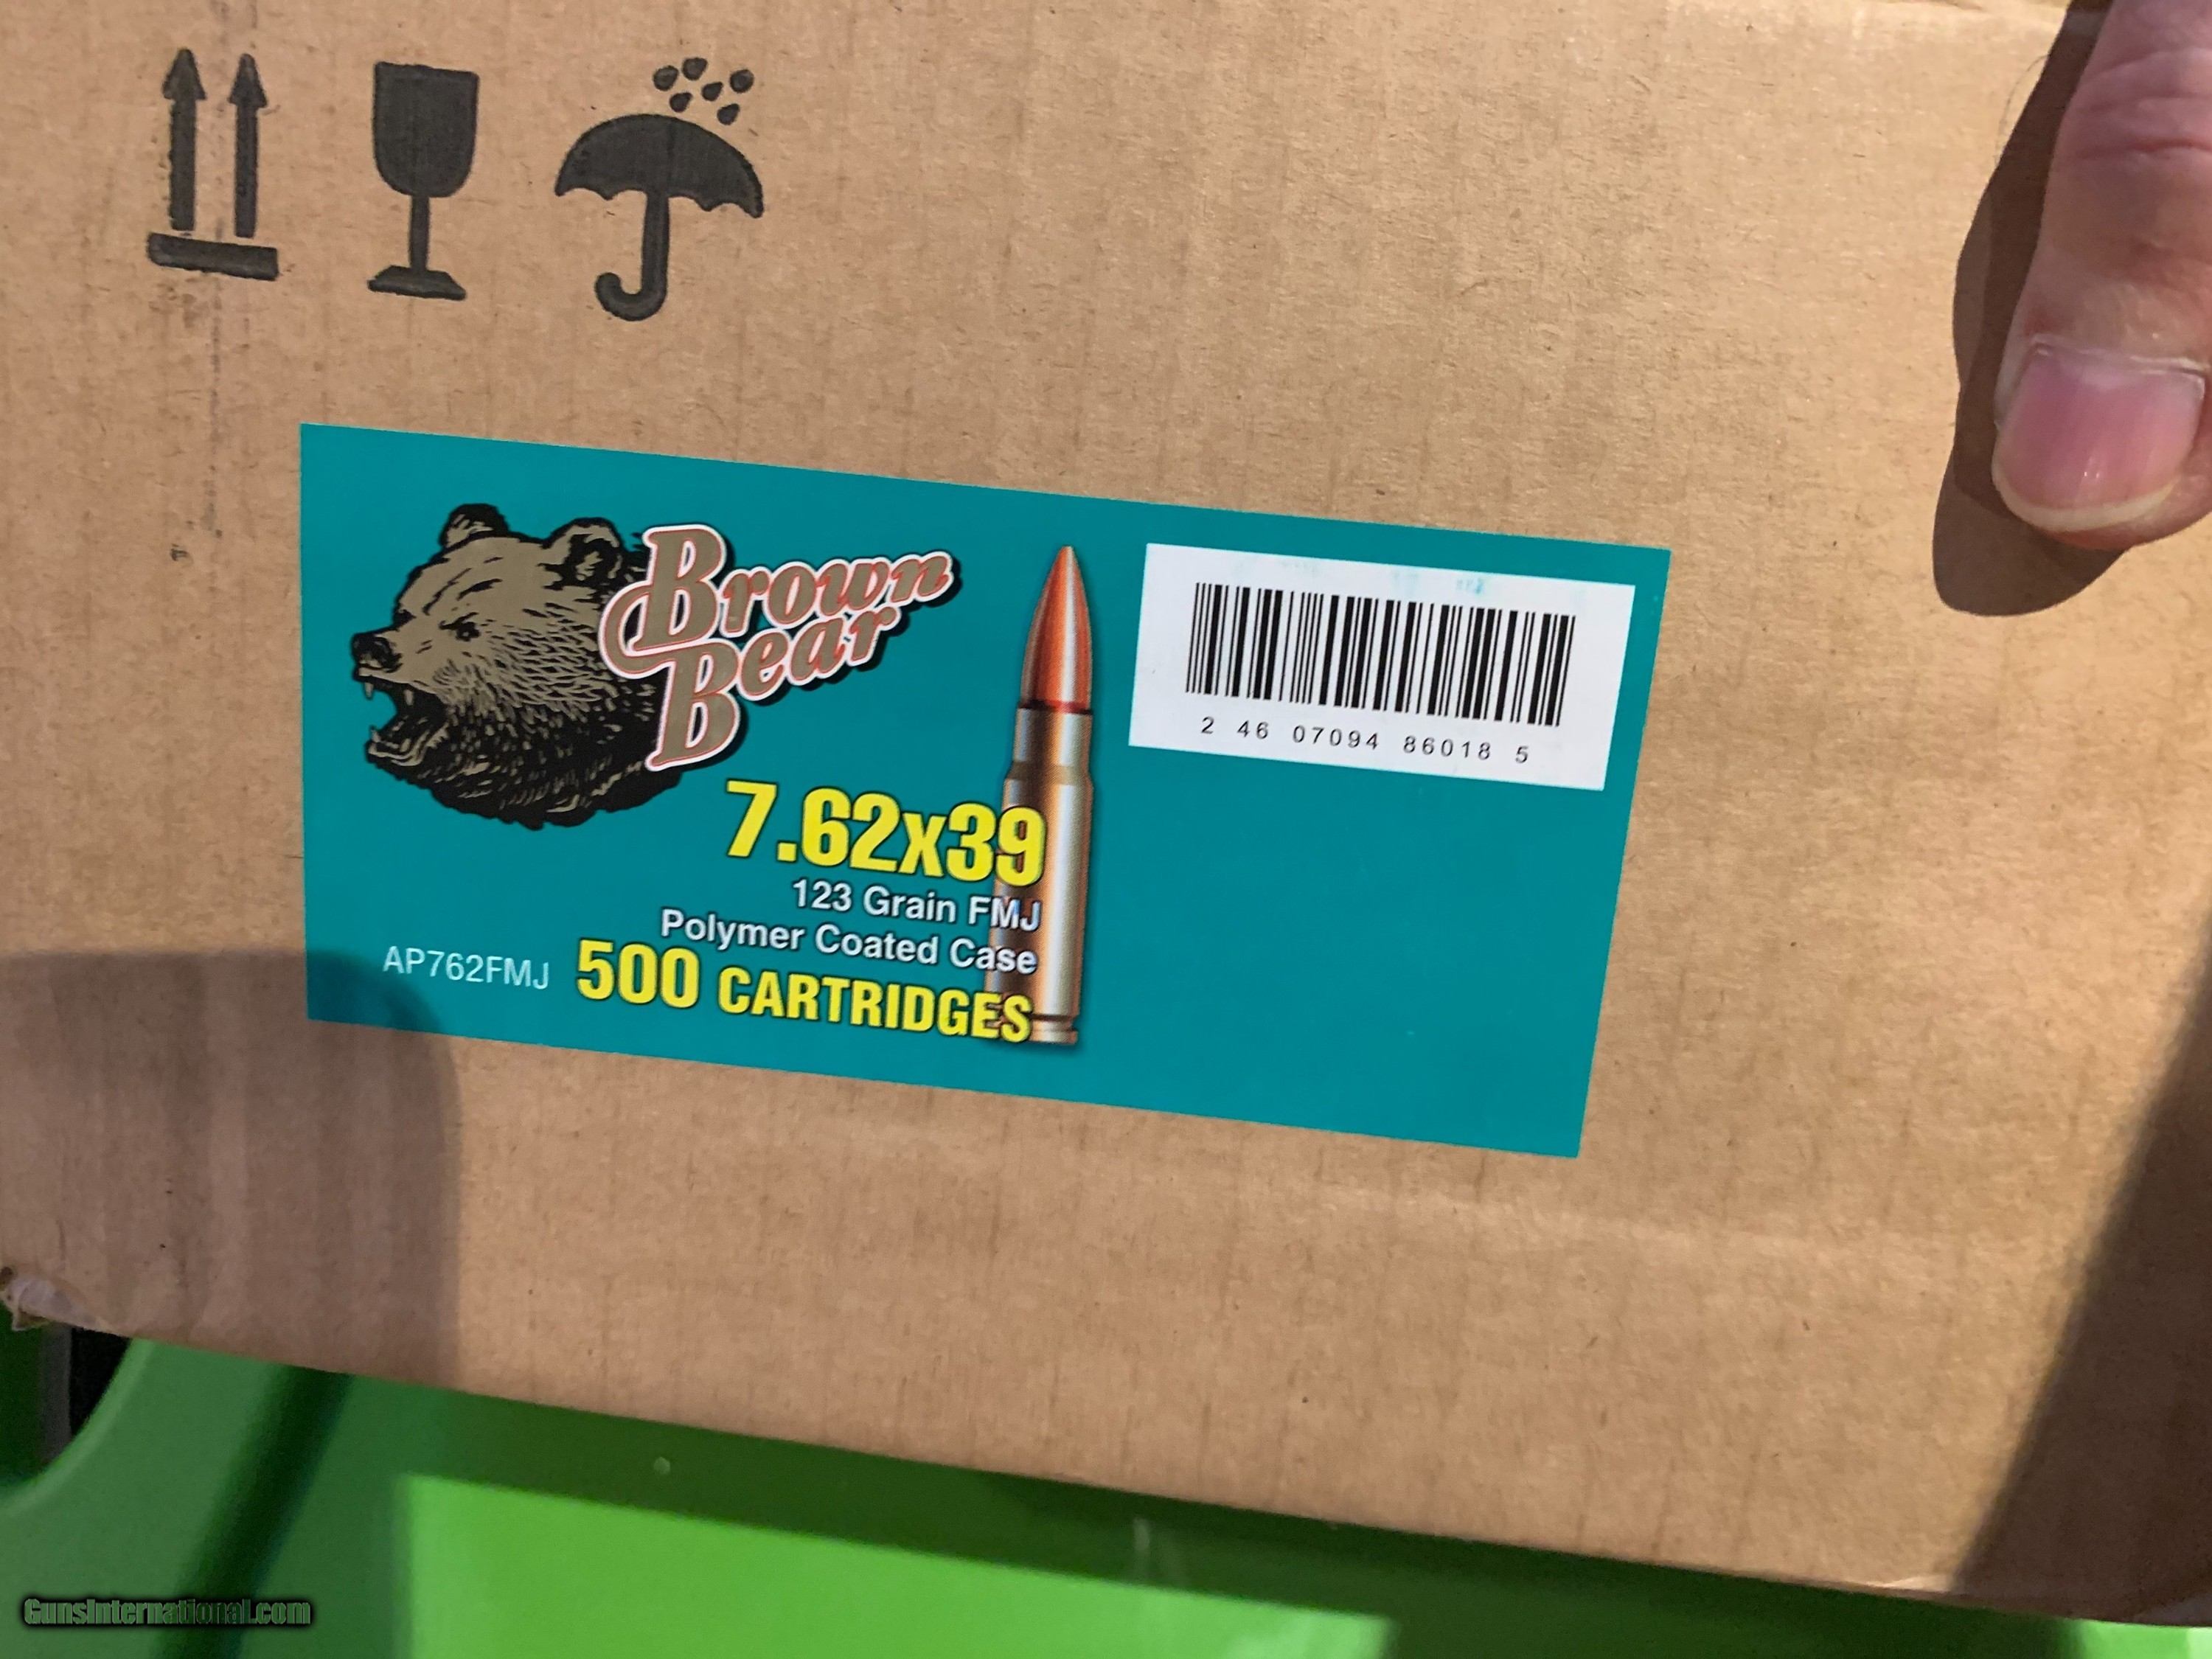 Brown
Bear
2 46 07094 86018 5
7.62x39
123 Grain FMJ
Polymer Coated Case
AP762FMJ 500 CARTRIDGES
GunsInternational.com